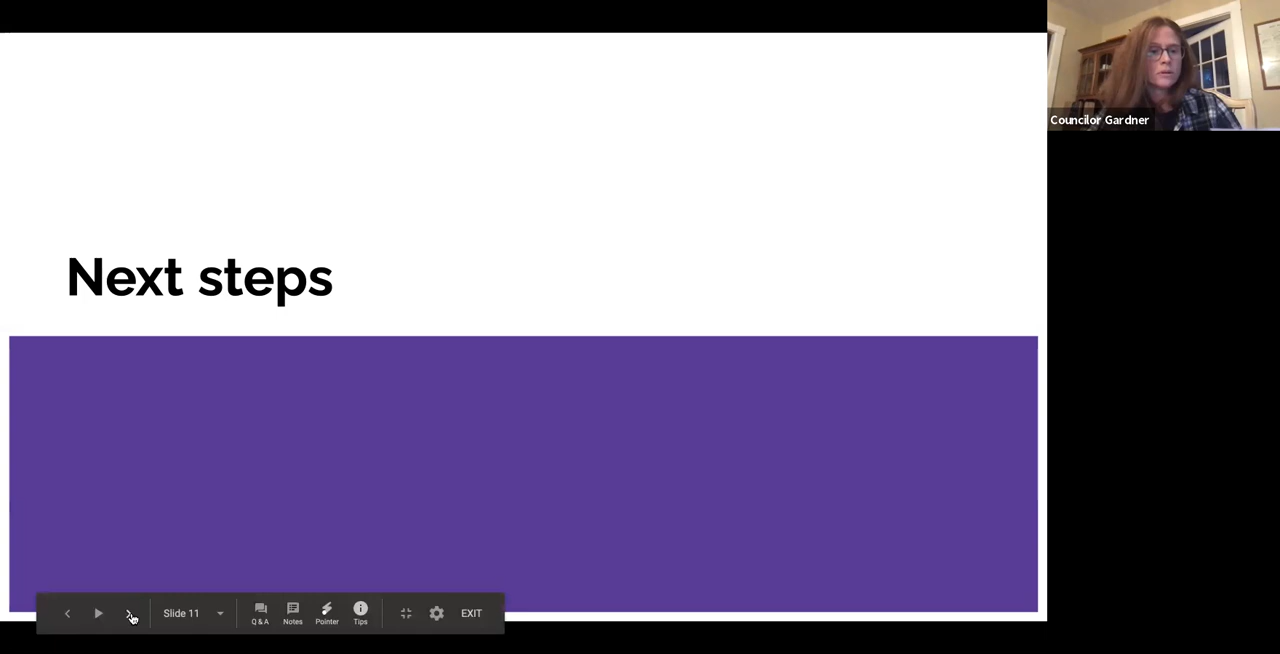 Councilor Gardner
Next steps
Slide 11
Q & A
Notes
Pointer
Tips
EXIT